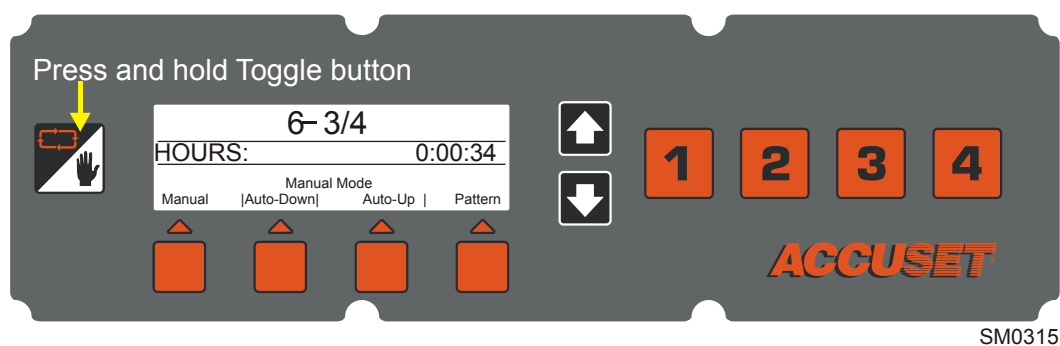 Press and hold Toggle button
6- 3/4
HOURS: 0:00:34
Manual Mode
Manual |Auto-Down| Auto-Up | Pattern
1 2 3 4
ACCUSET
SM0315